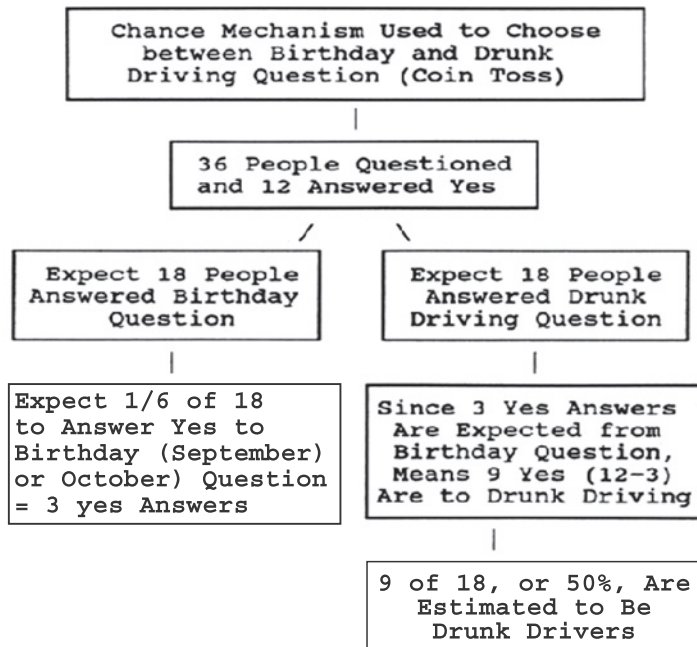 Chance Mechanism Used to Choose
between Birthday and Drunk
Driving Question (Coin Toss)
36 People Questioned
and 12 Answered Yes
Expect 18 People
Answered Birthday
Question
Expect 18 People
Answered Drunk
Driving Question
Expect 1/6 of 18
to Answer Yes to
Birthday (September)
or October) Question
= 3 yes Answers
Since 3 Yes Answers
Are Expected from
Birthday Question,
Means 9 Yes (12-3)
Are to Drunk Driving
9 of 18, or 50%, Are
Estimated to Be
Drunk Drivers